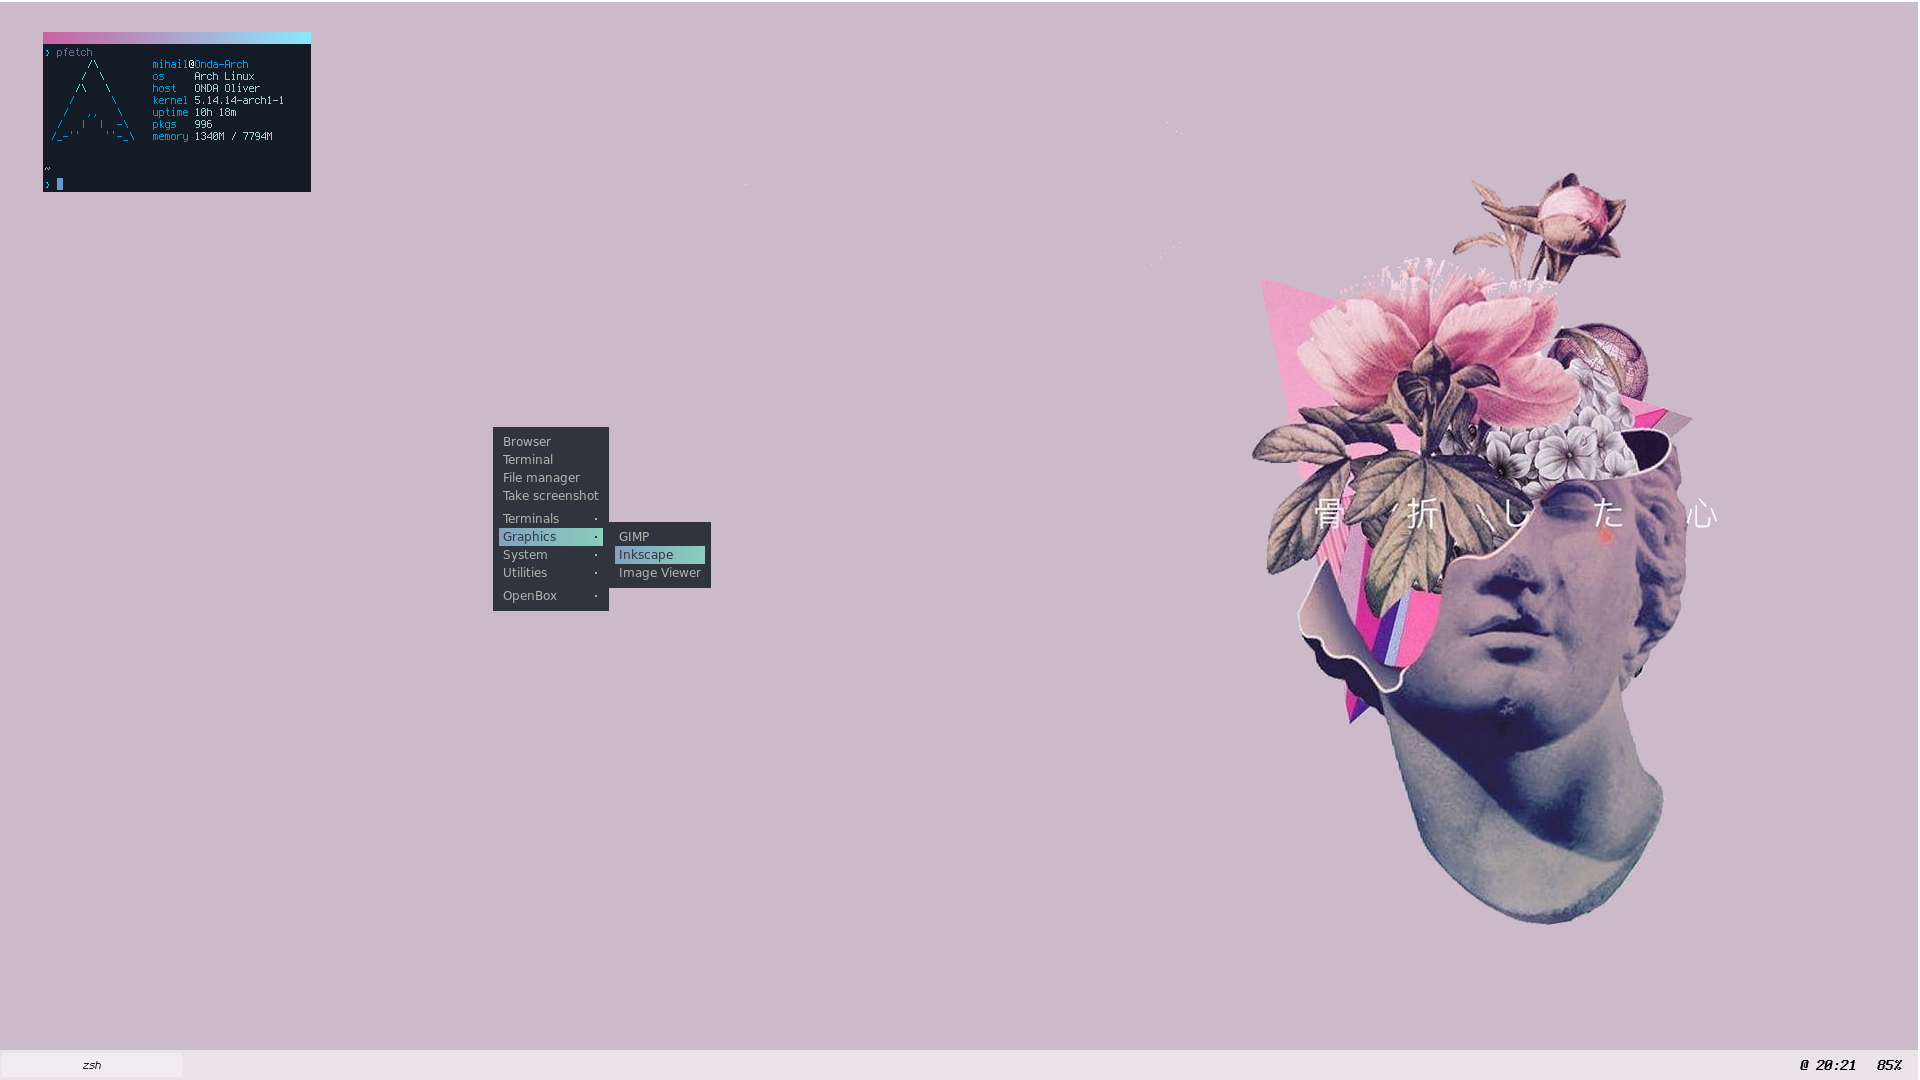 ❯ pfetch
mihail@Onda-Arch
os Arch Linux
host ONDA Oliver
kernel 5.14.14-arch1-1
uptime 10h 18m
pkgs 996
memory 1340M / 7794M
~
❯
Browser
Terminal
File manager
Take screenshot
Terminals
Graphics
System
Utilities
OpenBox
GIMP
Inkscape
Image Viewer
骨折した心
zsh
@ 20:21 85%